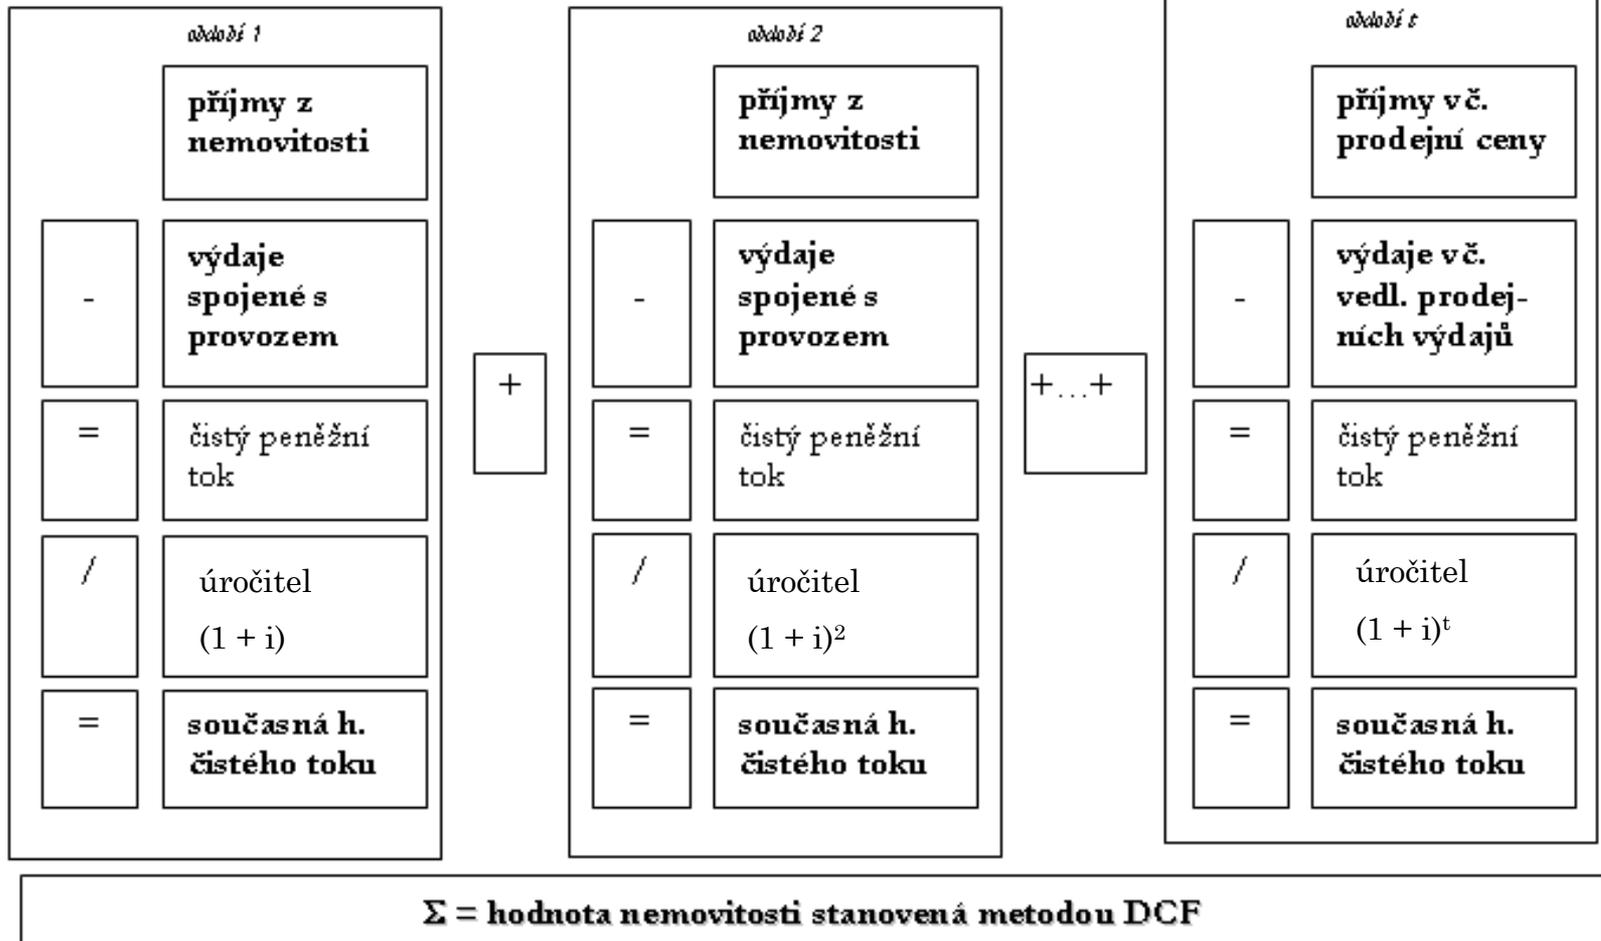 období 1
příjmy z
nemovitosti
-
výdaje
spojené s
provozem
=
čistý peněžní
tok
/
úročitel
(1 + i)
=
současná h.
čistého toku
+
období 2
příjmy z
nemovitosti
-
výdaje
spojené s
provozem
=
čistý peněžní
tok
/
úročitel
(1 + i)²
=
současná h.
čistého toku
+...+
období t
příjmy vč.
prodejní ceny
-
výdaje vč.
vedl. prodej-
ních výdajů
=
čistý peněžní
tok
/
úročitel
(1 + i)ᵗ
=
současná h.
čistého toku
Σ = hodnota nemovitosti stanovená metodou DCF